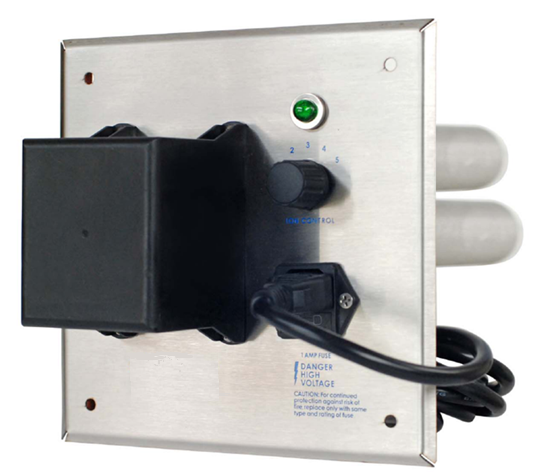 2 3 4 5
CONTROL
1 AMP FUSE
DANGER
HIGH
VOLTAGE
CAUTION: For continued
protection against risk of
fire, replace only with same
type and rating of fuse